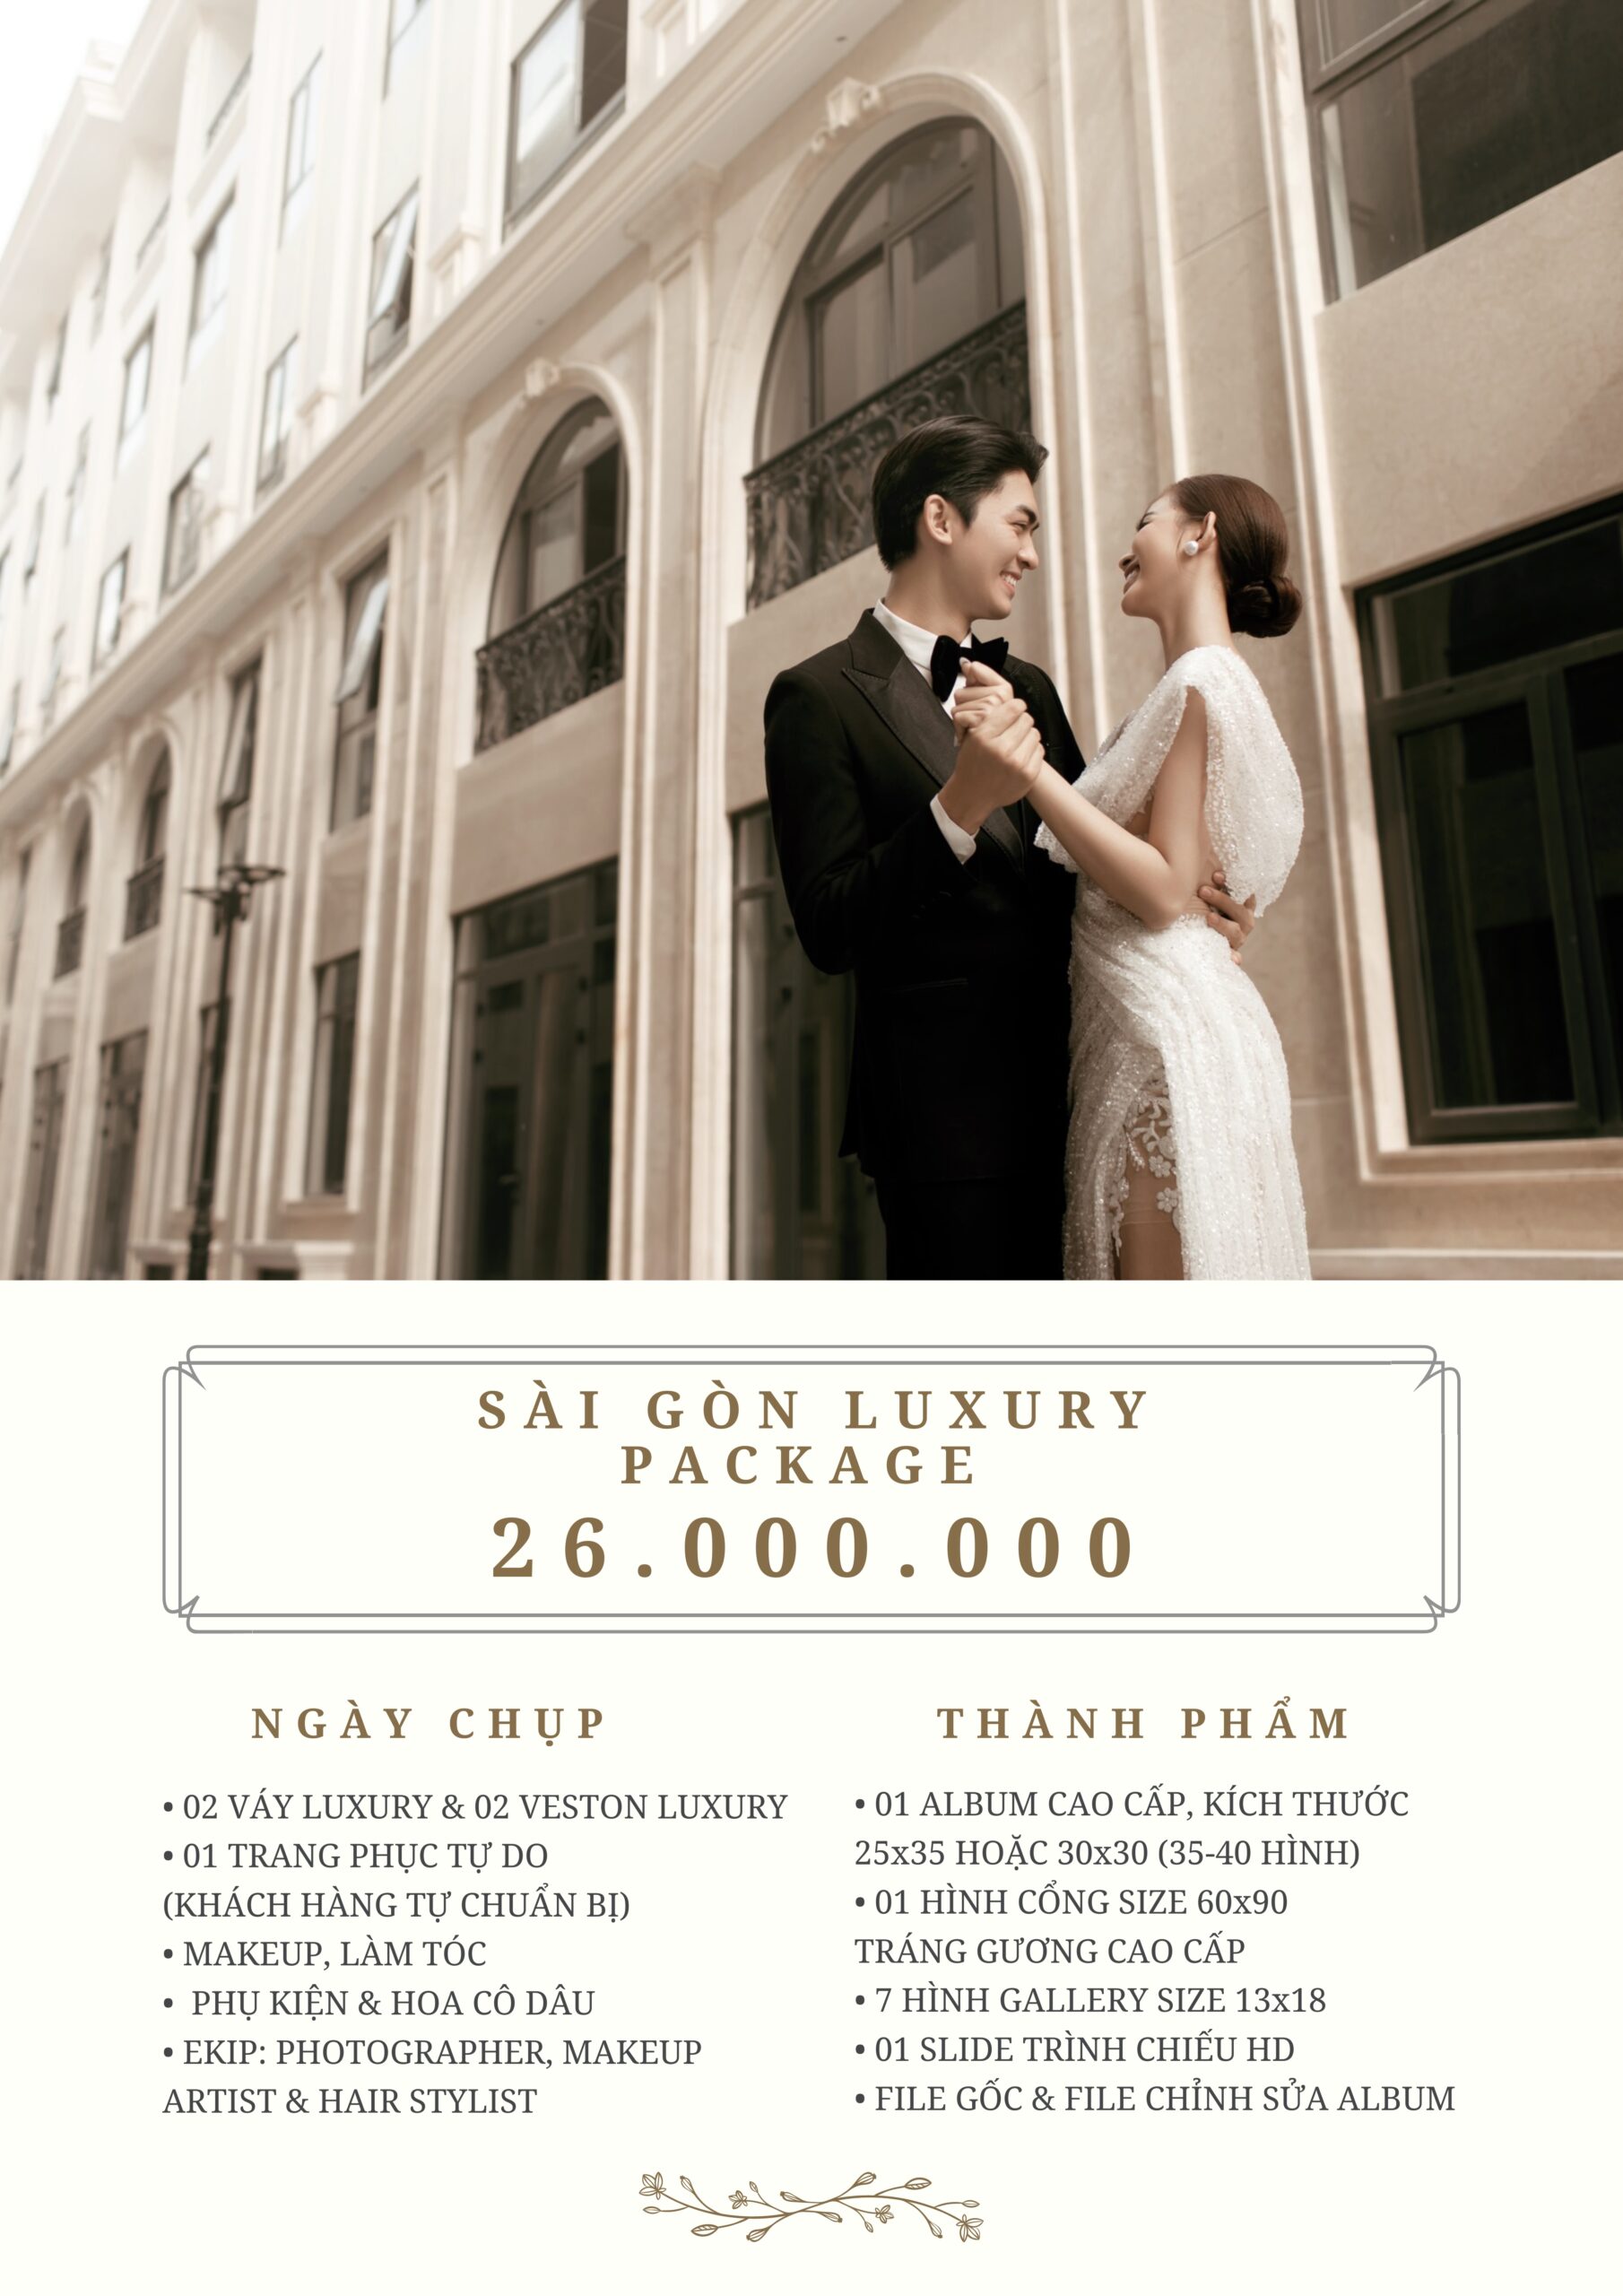 SÀI GÒN LUXURY
PACKAGE
26.000.000
NGÀY CHỤP
• 02 VÁY LUXURY & 02 VESTON LUXURY
• 01 TRANG PHỤC TỰ DO
(KHÁCH HÀNG TỰ CHUẨN BỊ)
• MAKEUP, LÀM TÓC
• PHỤ KIỆN & HOA CÔ DÂU
• EKIP: PHOTOGRAPHER, MAKEUP
ARTIST & HAIR STYLIST
THÀNH PHẨM
• 01 ALBUM CAO CẤP, KÍCH THƯỚC
25x35 HOẶC 30x30 (35-40 HÌNH)
• 01 HÌNH CỔNG SIZE 60x90
TRÁNG GƯƠNG CAO CẤP
• 7 HÌNH GALLERY SIZE 13x18
• 01 SLIDE TRÌNH CHIẾU HD
• FILE GỐC & FILE CHỈNH SỬA ALBUM